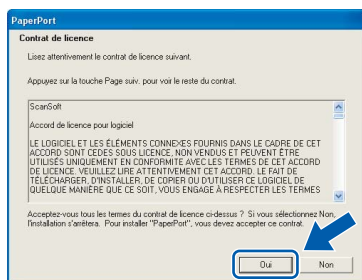 PaperPort
Contrat de licence
Lisez attentivement le contrat de licence suivant.
Appuyez sur la touche Page suiv. pour voir le reste du contrat.
ScanSoft
Accord de licence pour logiciel
LE LOGICIEL ET LES ÉLÉMENTS CONNEXES FOURNIS DANS LE CADRE DE CET
ACCORD SONT CEDES SOUS LICENCE, NON VENDUS ET PEUVENT ÊTRE
UTILISÉS UNIQUEMENT EN CONFORMITE AVEC LES TERMES DE CET ACCORD
DE LICENCE. VEUILLEZ LIRE ATTENTIVEMENT CET ACCORD. LE FAIT DE
TÉLÉCHARGER, D'INSTALLER, DE COPIER OU D'UTILISER CE LOGICIEL DE
QUELQUE MANIÈRE QUE CE SOIT, VOUS ENGAGE À RESPECTER LES TERMES
Acceptez-vous tous les termes du contrat de licence ci-dessus ? Si vous sélectionnez Non,
l'installation s'arrêtera. Pour installer "PaperPort", vous devez accepter ce contrat.
Oui
Non